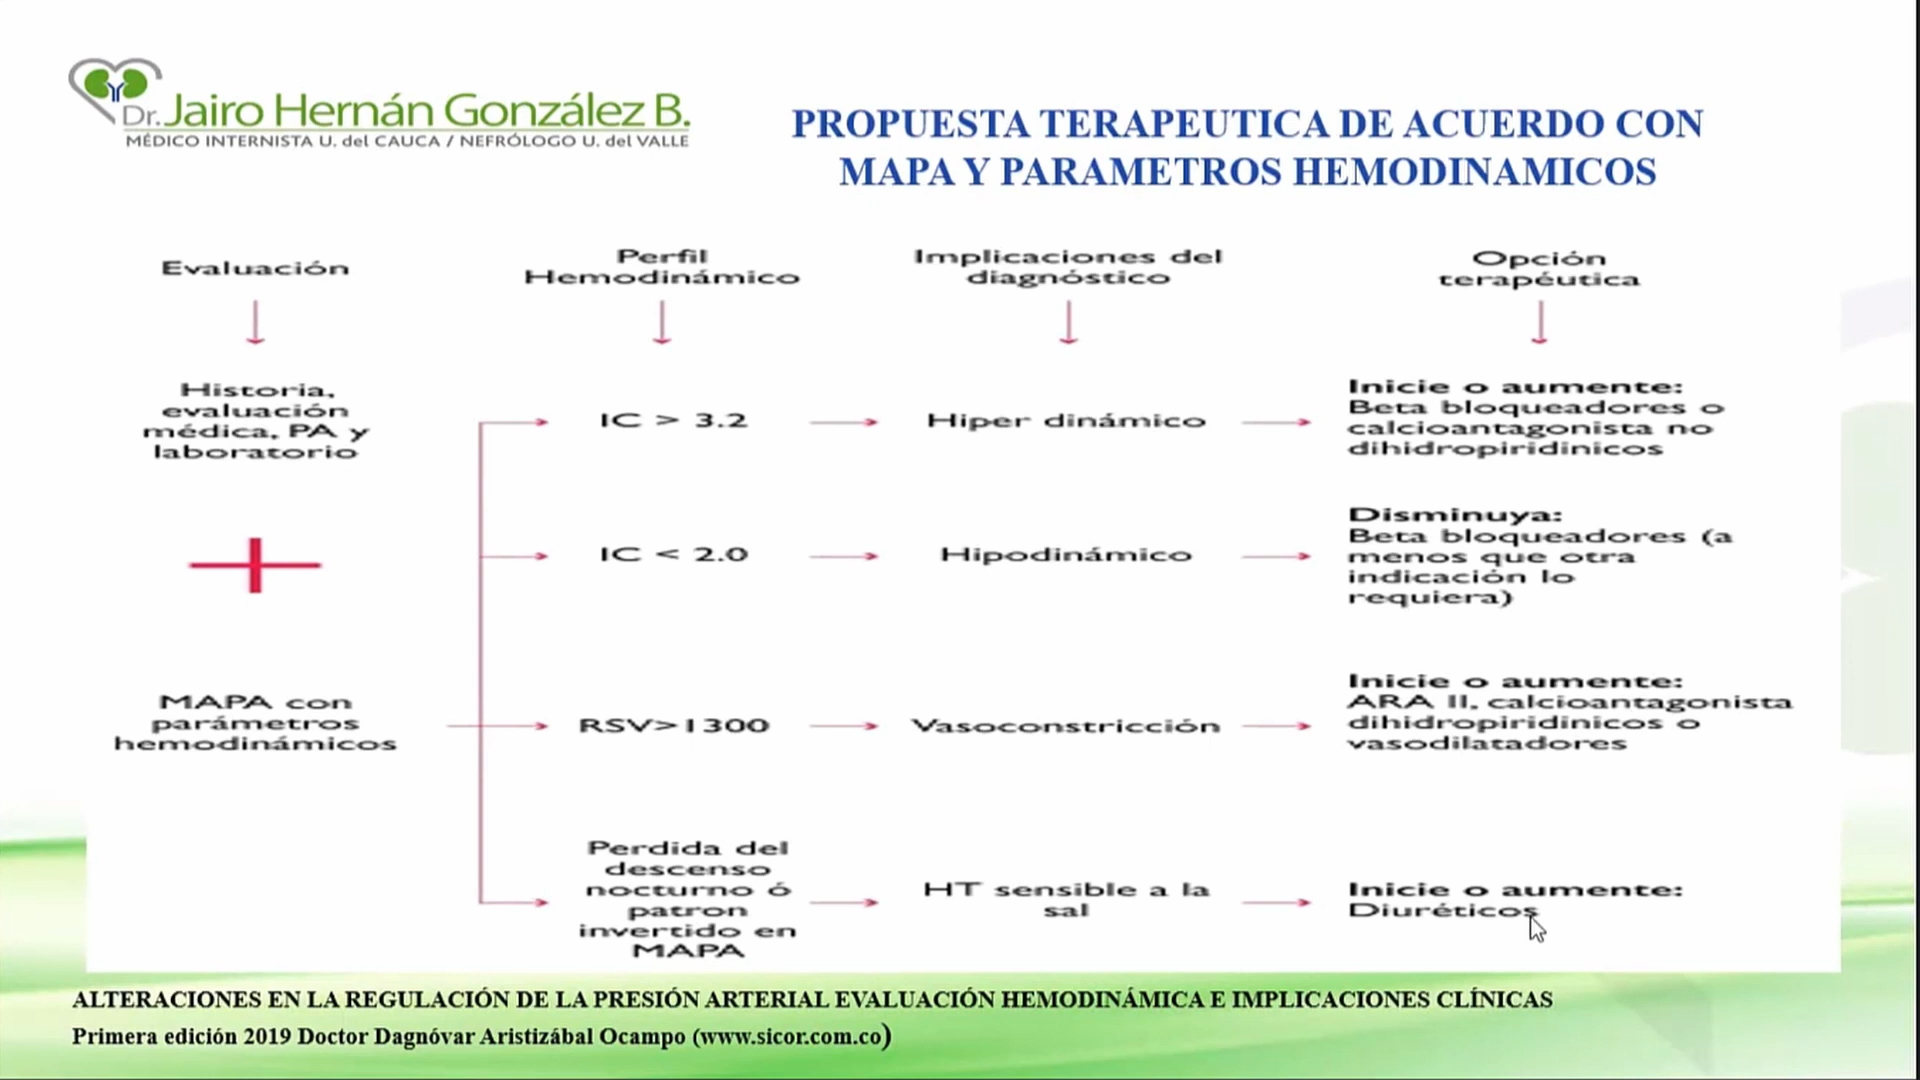 Dr. Jairo Hernán González B.
MÉDICO INTERNISTA U. del CAUCA / NEFRÓLOGO U. del VALLE
PROPUESTA TERAPEUTICA DE ACUERDO CON
MAPA Y PARAMETROS HEMODINAMICOS
Evaluación
Perfil
Hemodinámico
Implicaciones del
diagnóstico
Opción
terapéutica
Historia,
evaluación
médica, PA y
laboratorio
MAPA con
parámetros
hemodinámicos
IC > 3.2
Hiper dinámico
Inicie o aumente:
Beta bloqueadores o
calcioantagonista no
dihidropiridinicos
IC < 2.0
Hipodinámico
Disminuya:
Beta bloqueadores (a
menos que otra
indicación lo
requiera)
RSV>1300
Vasoconstricción
Inicie o aumente:
ARA II, calcioantagonista
dihidropiridinicos o
vasodilatadores
Perdida del
descenso
nocturno ó
patron
invertido en
MAPA
HT sensible a la
sal
Inicie o aumente:
Diuréticos
ALTERACIONES EN LA REGULACIÓN DE LA PRESIÓN ARTERIAL EVALUACIÓN HEMODINÁMICA E IMPLICACIONES CLÍNICAS
Primera edición 2019 Doctor Dagnóvar Aristizábal Ocampo (www.sicor.com.co)